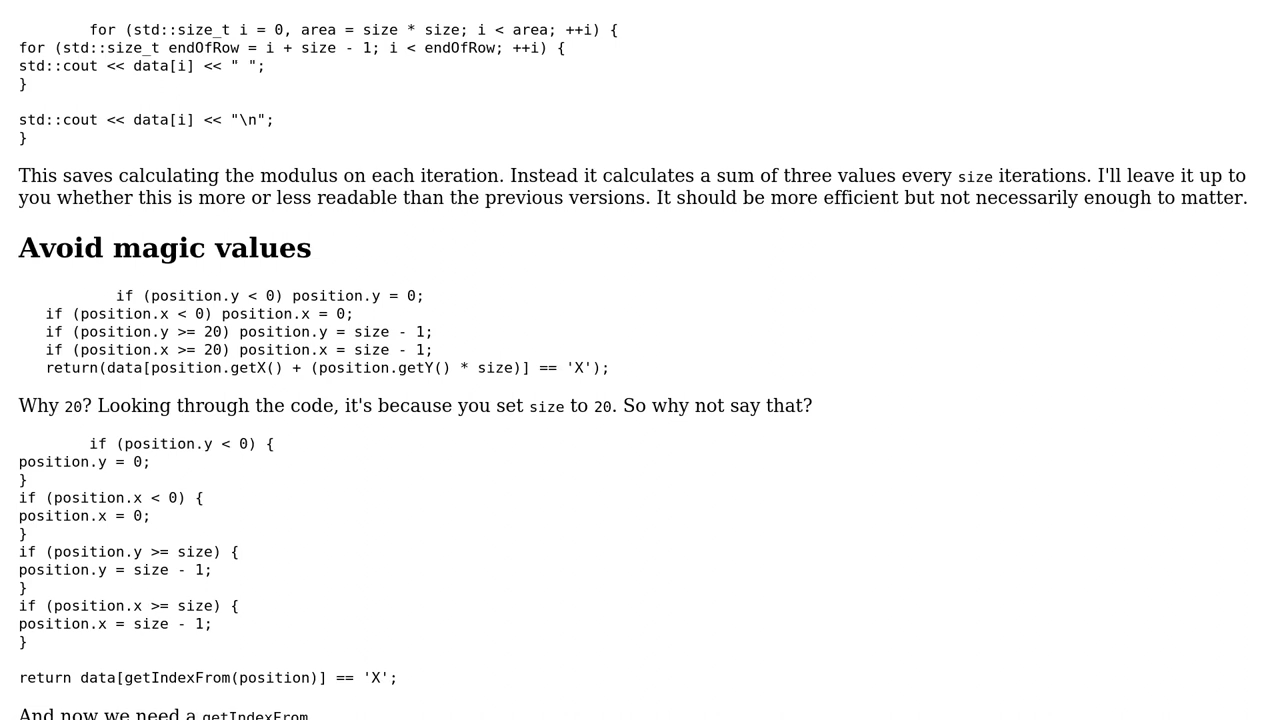 for (std::size_t i = 0, area = size * size; i < area; ++i) {
for (std::size_t endOfRow = i + size - 1; i < endOfRow; ++i) {
std::cout << data[i] << " ";
}
std::cout << data[i] << "\n";
}
This saves calculating the modulus on each iteration. Instead it calculates a sum of three values every size iterations. I'll leave it up to
you whether this is more or less readable than the previous versions. It should be more efficient but not necessarily enough to matter.
Avoid magic values
if (position.y < 0) position.y = 0;
if (position.x < 0) position.x = 0;
if (position.y >= 20) position.y = size - 1;
if (position.x >= 20) position.x = size - 1;
return(data[position.getX() + (position.getY() * size)] == 'X');
Why 20? Looking through the code, it's because you set size to 20. So why not say that?
if (position.y < 0) {
position.y = 0;
}
if (position.x < 0) {
position.x = 0;
}
if (position.y >= size) {
position.y = size - 1;
}
if (position.x >= size) {
position.x = size - 1;
}
return data[getIndexFrom(position)] == 'X';
And now we need a getIndexFrom